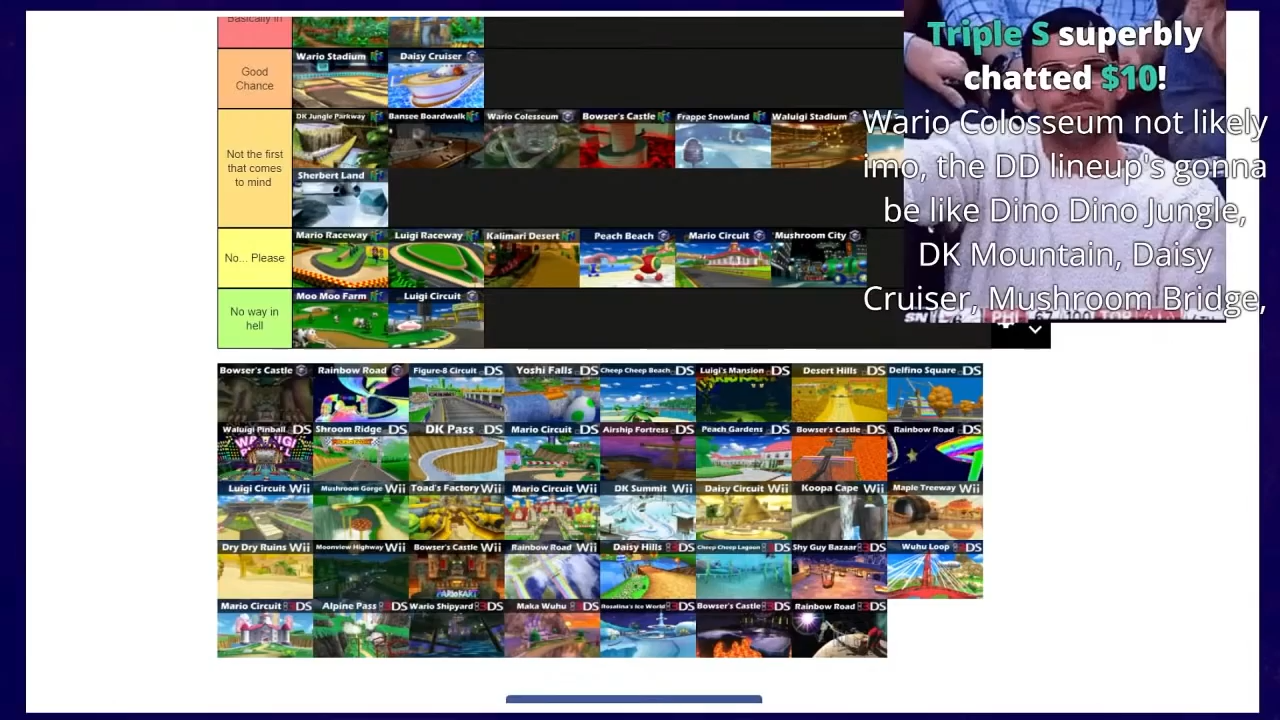 Basically in
Good
Chance
Wario Stadium
Daisy Cruiser
Not the first
that comes
to mind
DK Jungle Parkway
Bansee Boardwalk
Wario Colesseum
Bowser's Castle
Frappe Snowland
Waluigi Stadium
Sherbert Land
No... Please
Mario Raceway
Luigi Raceway
Kalimari Desert
Peach Beach
Mario Circuit
Mushroom City
No way in
hell
Moo Moo Farm
Luigi Circuit
Triple S superbly
chatted $10!
Wario Colosseum not likely
imo, the DD lineup's gonna
be like Dino Dino Jungle,
DK Mountain, Daisy
Cruiser, Mushroom Bridge,
Bowser's Castle
Rainbow Road
Figure-8 Circuit DS
Yoshi Falls DS
Cheep Cheep Beach DS
Luigi's Mansion DS
Desert Hills DS
Delfino Square DS
Waluigi Pinball DS
Shroom Ridge DS
DK Pass DS
Mario Circuit DS
Airship Fortress DS
Peach Gardens DS
Bowser's Castle DS
Rainbow Road DS
Luigi Circuit Wii
Mushroom Gorge Wii
Toad's Factory Wii
Mario Circuit Wii
DK Summit Wii
Daisy Circuit Wii
Koopa Cape Wii
Maple Treeway Wii
Dry Dry Ruins Wii
Moonview Highway Wii
Bowser's Castle Wii
Rainbow Road Wii
Daisy Hills 3DS
Cheep Cheep Lagoon 3DS
Shy Guy Bazaar 3DS
Wuhu Loop 3DS
Mario Circuit 3DS
Alpine Pass 3DS
Wario Shipyard 3DS
Maka Wuhu 3DS
Rosalina's Ice World 3DS
Bowser's Castle 3DS
Rainbow Road 3DS